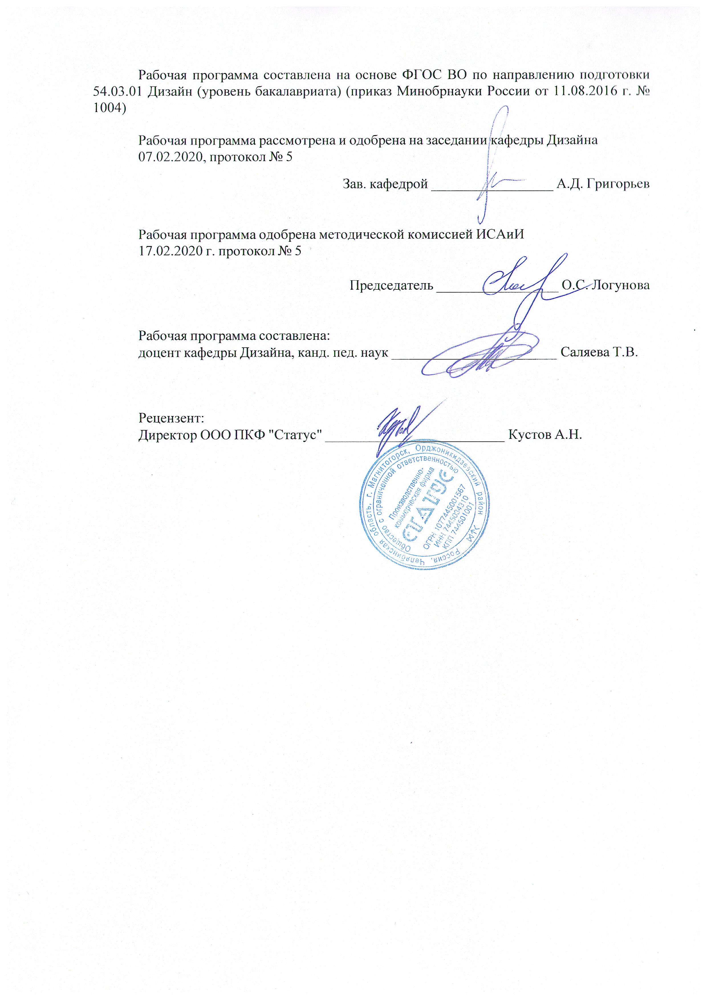 Рабочая программа составлена на основе ФГОС ВО по направлению подготовки
54.03.01 Дизайн (уровень бакалавриата) (приказ Минобрнауки России от 11.08.2016 г. №
1004)
Рабочая программа рассмотрена и одобрена на заседании кафедры Дизайна
07.02.2020, протокол № 5
Зав. кафедрой ________________ А.Д. Григорьев
Рабочая программа одобрена методической комиссией ИСАиИ
17.02.2020 г. протокол № 5
Председатель ________________ О.С. Логунова
Рабочая программа составлена:
доцент кафедры Дизайна, канд. пед. наук ______________________ Саляева Т.В.
Рецензент:
Директор ООО ПКФ "Статус" ________________________ Кустов А.Н.
Россия, Челябинская область, г. Магнитогорск, Орджоникидзевский район
Общество с ограниченной ответственностью
Производственно-
коммерческая фирма
СТАТУС
ОГРН 1077445001567
ИНН 7445034310
КПП 744501001